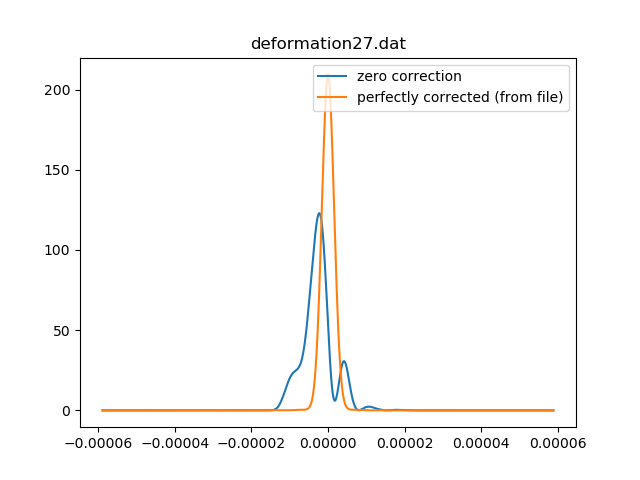 deformation27.dat
zero correction
perfectly corrected (from file)
200
150
100
50
0
−0.00006 −0.00004 −0.00002 0.00000 0.00002 0.00004 0.00006